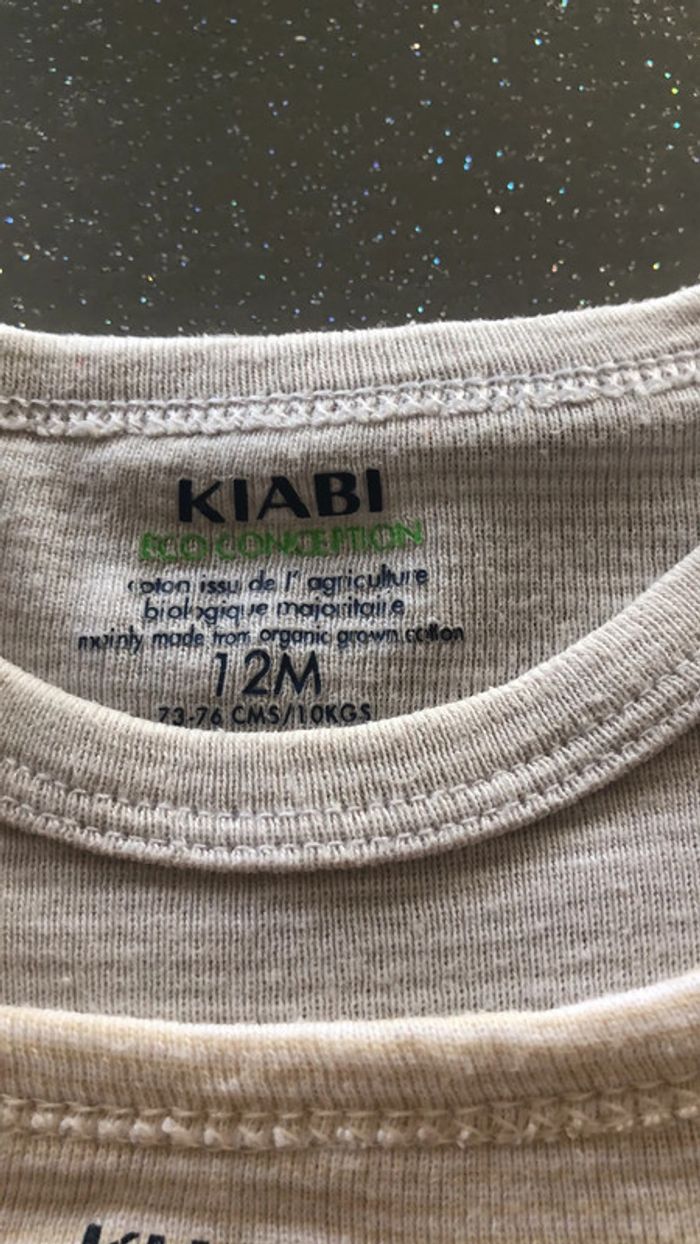 KIABI
ECO CONCEPTION
coton issu de l' agriculture
biologique majoritaire
mainly made from organic grown cotton
12M
73-76 CMS/10KGS